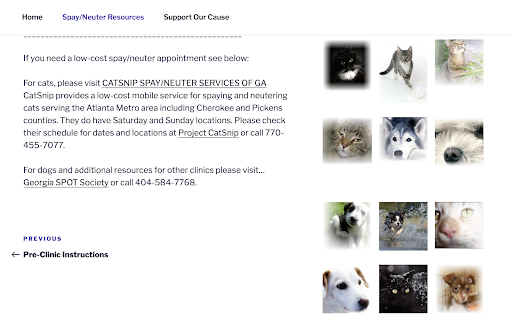 Home Spay/Neuter Resources Support Our Cause
If you need a low-cost spay/neuter appointment see below:
For cats, please visit CATSNIP SPAY/NEUTER SERVICES OF GA
CatSnip provides a low-cost mobile service for spaying and neutering
cats serving the Atlanta Metro area including Cherokee and Pickens
counties. They do have Saturday and Sunday locations. Please check
their schedule for dates and locations at Project CatSnip or call 770-
455-7077.
For dogs and additional resources for other clinics please visit...
Georgia SPOT Society or call 404-584-7768.
PREVIOUS
← Pre-Clinic Instructions